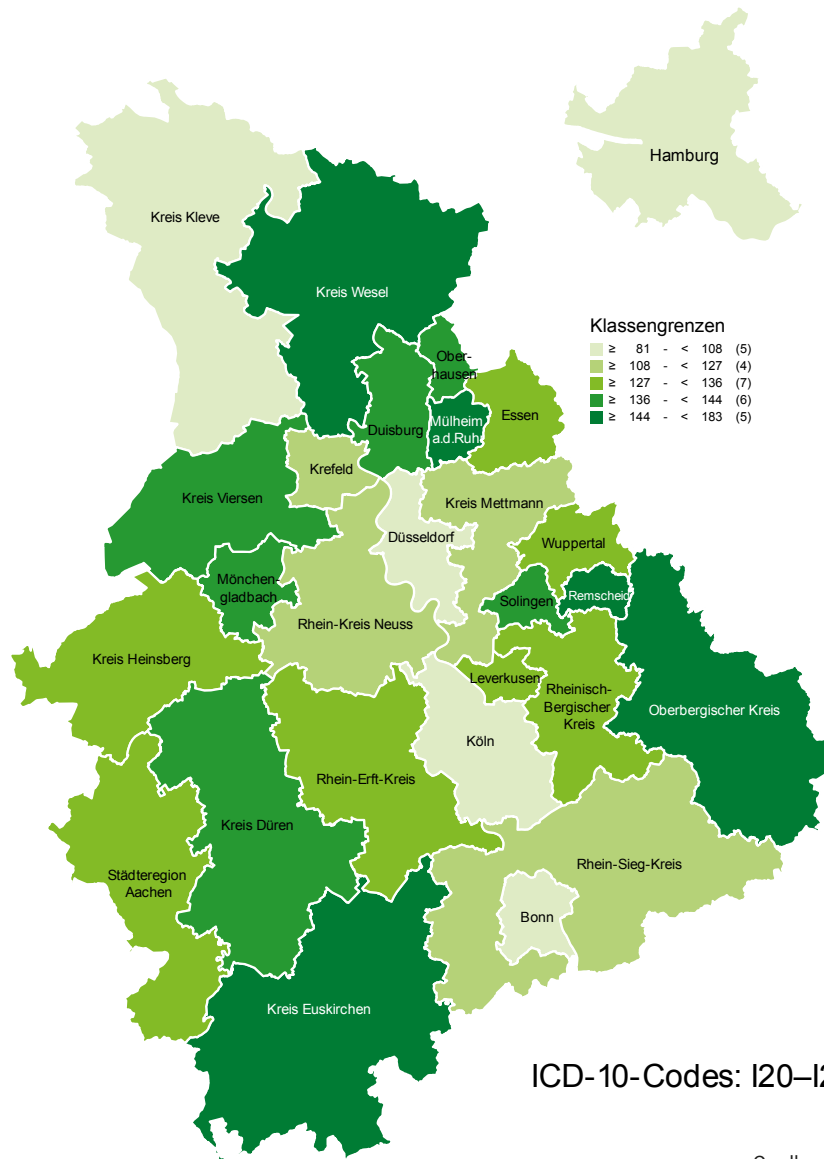 Hamburg
Kreis Kleve
Kreis Wesel
Klassengrenzen
≥ 81 - < 108 (5)
≥ 108 - < 127 (4)
≥ 127 - < 136 (7)
≥ 136 - < 144 (6)
≥ 144 - < 183 (5)
Ober-
hausen
Essen
Duisburg
Mülheim
a.d.Ruhr
Krefeld
Kreis Viersen
Kreis Mettmann
Düsseldorf
Wuppertal
Mönchen-
gladbach
Solingen
Remscheid
Rhein-Kreis Neuss
Kreis Heinsberg
Leverkusen
Rheinisch-
Bergischer
Kreis
Oberbergischer Kreis
Köln
Rhein-Erft-Kreis
Kreis Düren
Städteregion
Aachen
Rhein-Sieg-Kreis
Bonn
Kreis Euskirchen
ICD-10-Codes: